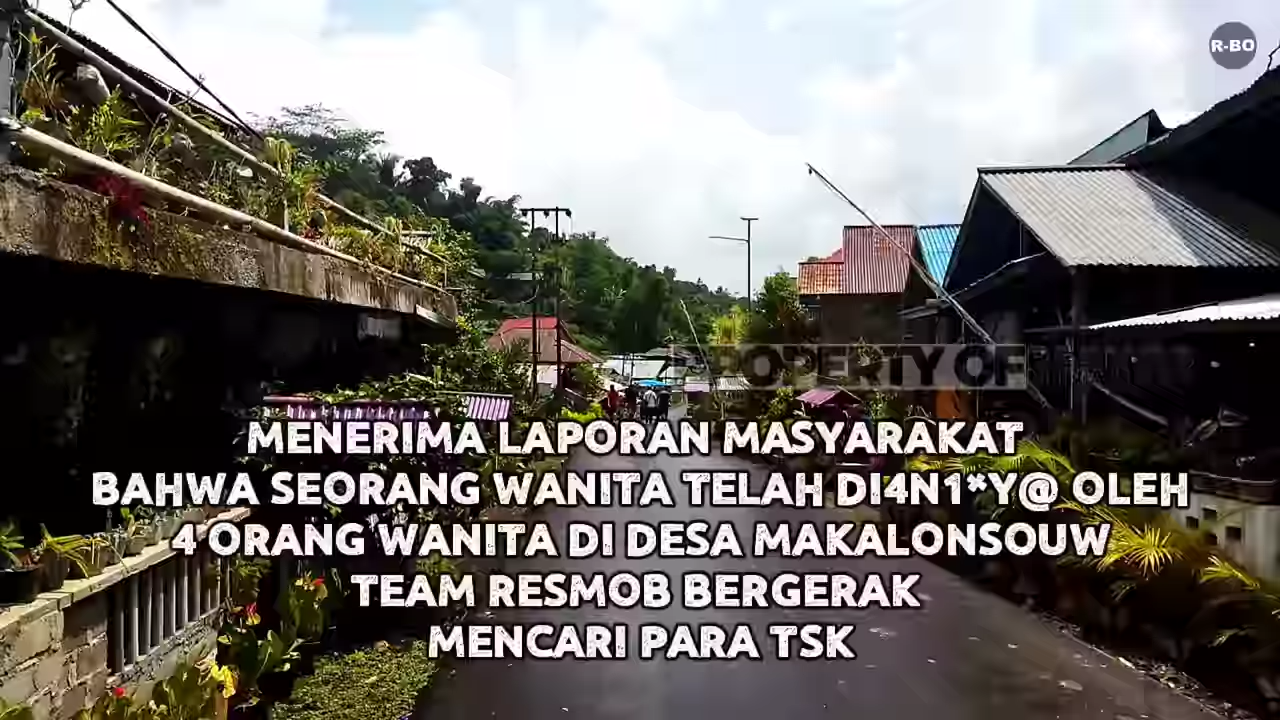 R-BO
PROPERTY OF
MENERIMA LAPORAN MASYARAKAT
BAHWA SEORANG WANITA TELAH DI4N1*Y@ OLEH
4 ORANG WANITA DI DESA MAKALONSOUW
TEAM RESMOB BERGERAK
MENCARI PARA TSK